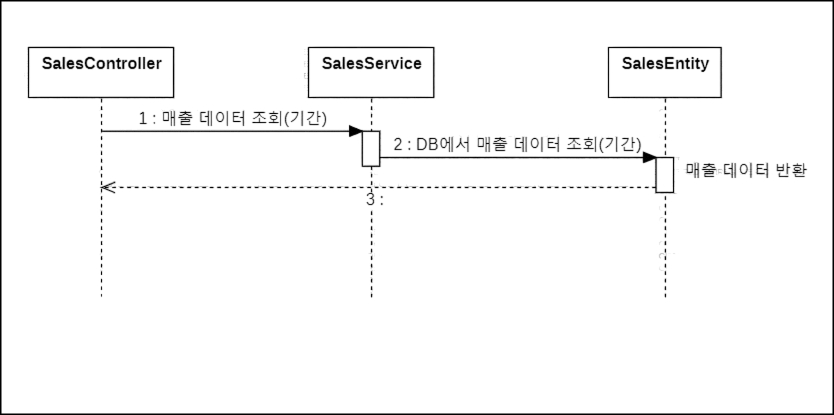 SalesController
SalesService
SalesEntity
1 : 매출 데이터 조회(기간)
2 : DB에서 매출 데이터 조회(기간)
매출 데이터 반환
3 :